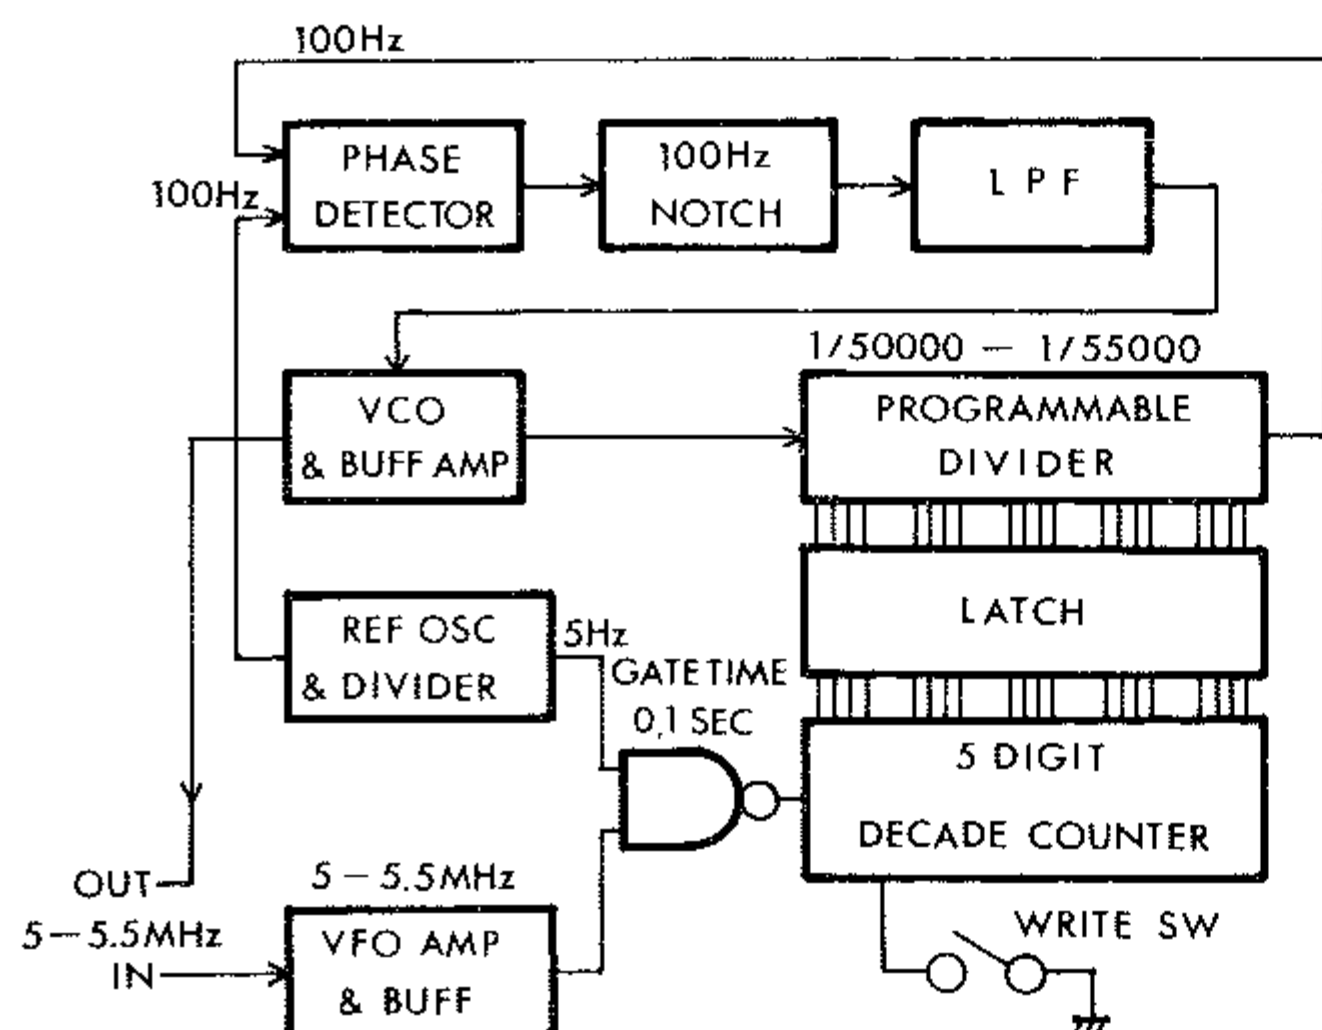 100Hz
PHASE
DETECTOR
100Hz
NOTCH
L P F
100Hz
1/50000 — 1/55000
VCO
& BUFF AMP
PROGRAMMABLE
DIVIDER
LATCH
REF OSC
& DIVIDER
5Hz
GATE TIME
0,1 SEC
5 DIGIT
DECADE COUNTER
OUT
5—5.5MHz
IN
5 — 5.5MHz
VFO AMP
& BUFF
WRITE SW